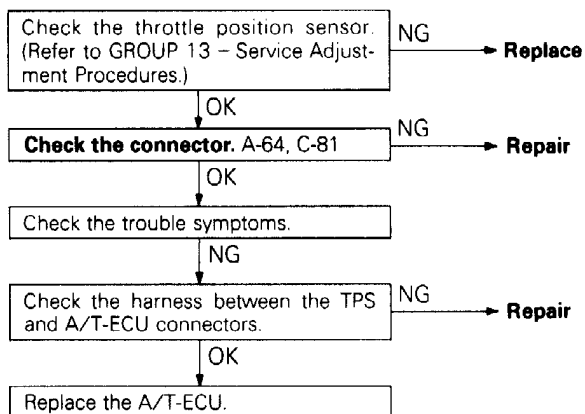 Check the throttle position sensor.
(Refer to GROUP 13 – Service Adjust-
ment Procedures.)
NG
Replace
OK
Check the connector. A-64, C-81
NG
Repair
OK
Check the trouble symptoms.
NG
Check the harness between the TPS
and A/T-ECU connectors.
NG
Repair
OK
Replace the A/T-ECU.